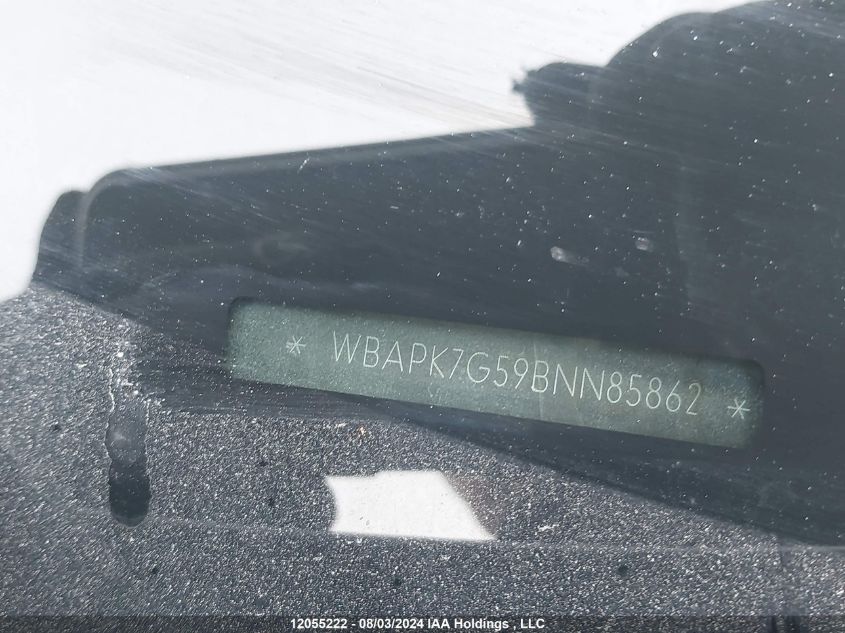 * WBAPK7G59BNN85862 *
12055222 - 08/03/2024 IAA Holdings , LLC